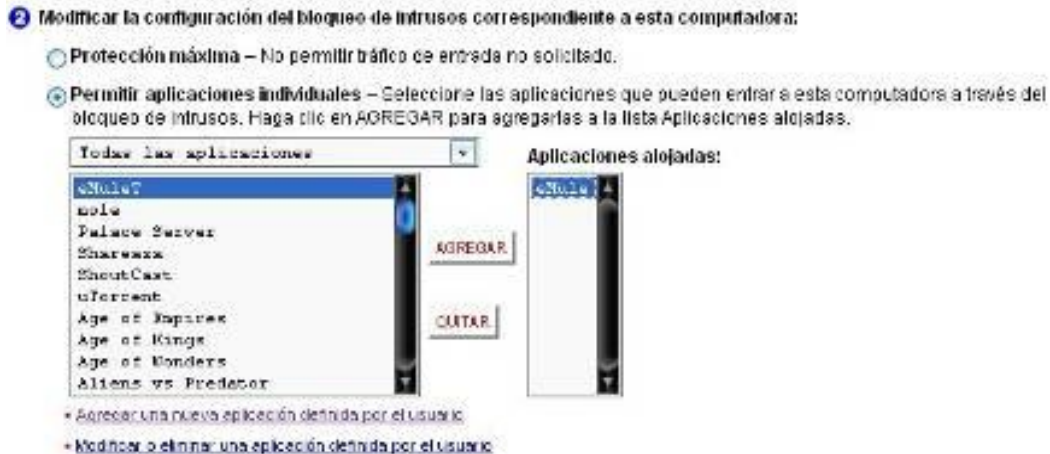 2 Modificar la configuración del bloqueo de intrusos correspondiente a esta computadora:
Protección máxima – No permitir tráfico de entrada no solicitado.
Permitir aplicaciones individuales – Seleccione las aplicaciones que pueden entrar a esta computadora a través del
bloqueo de intrusos. Haga clic en AGREGAR para agregarlas a la lista Aplicaciones alojadas.
Todas las aplicaciones
Aplicaciones alojadas:
eMuleT
mole
Palace Server
Shareaza
ShoutCast
uTorrent
Age of Empires
Age of Kings
Age of Wonders
Aliens vs Predator
AGREGAR
QUITAR
eMule
Agregar una nueva aplicación definida por el usuario
Modificar o eliminar una aplicación definida por el usuario